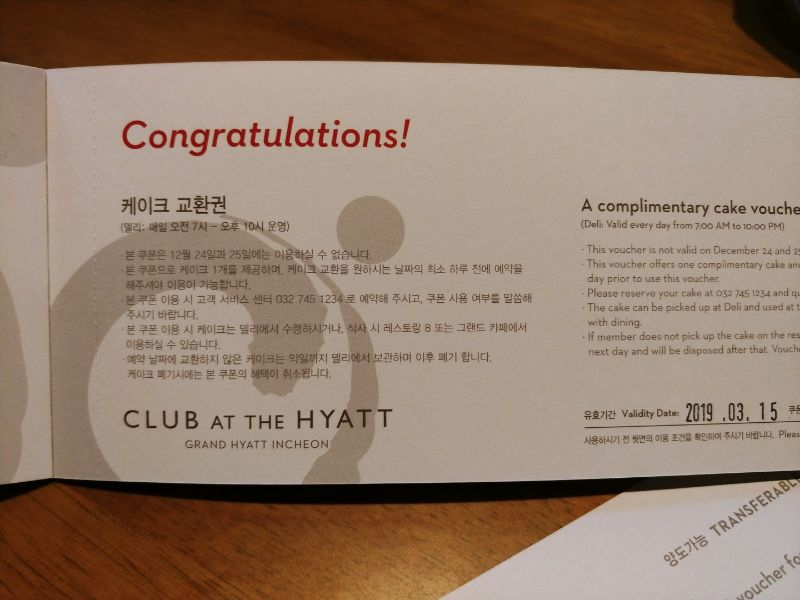 Congratulations!
케이크 교환권
(델리: 매일 오전 7시 – 오후 10시 운영)
· 본 쿠폰은 12월 24일과 25일에는 이용하실 수 없습니다.
· 본 쿠폰으로 케이크 1개를 제공하며, 케이크 교환을 원하시는 날짜의 최소 하루 전에 예약을
해주셔야 이용이 가능합니다.
· 본 쿠폰 이용 시 고객 서비스 센터 032 745 1234 로 예약해 주시고, 쿠폰 사용 여부를 말씀해
주시기 바랍니다.
· 본 쿠폰 이용 시 케이크는 델리에서 수령하시거나, 식사 시 레스토랑 8 또는 그랜드 카페에서
이용하실 수 있습니다.
· 예약 날짜에 교환하지 않은 케이크는 익일까지 델리에서 보관하며 이후 폐기 합니다.
케이크 폐기시에는 본 쿠폰의 혜택이 취소됩니다.
CLUB AT THE HYATT
GRAND HYATT INCHEON
A complimentary cake vouche
(Deli: Valid every day from 7:00 AM to 10:00 PM)
· This voucher is not valid on December 24 and 25
· This voucher offers one complimentary cake and
day prior to use this voucher.
· Please reserve your cake at 032 745 1234 and qu
· The cake can be picked up at Deli and used at t
with dining.
· If member does not pick up the cake on the res
next day and will be disposed after that. Vouch
유효기간 Validity Date: 2019 .03. 15 쿠폰
사용하시기 전 뒷면의 이용 조건을 확인하여 주시기 바랍니다. Pleas
양도가능 TRANSFERABLE
voucher fo